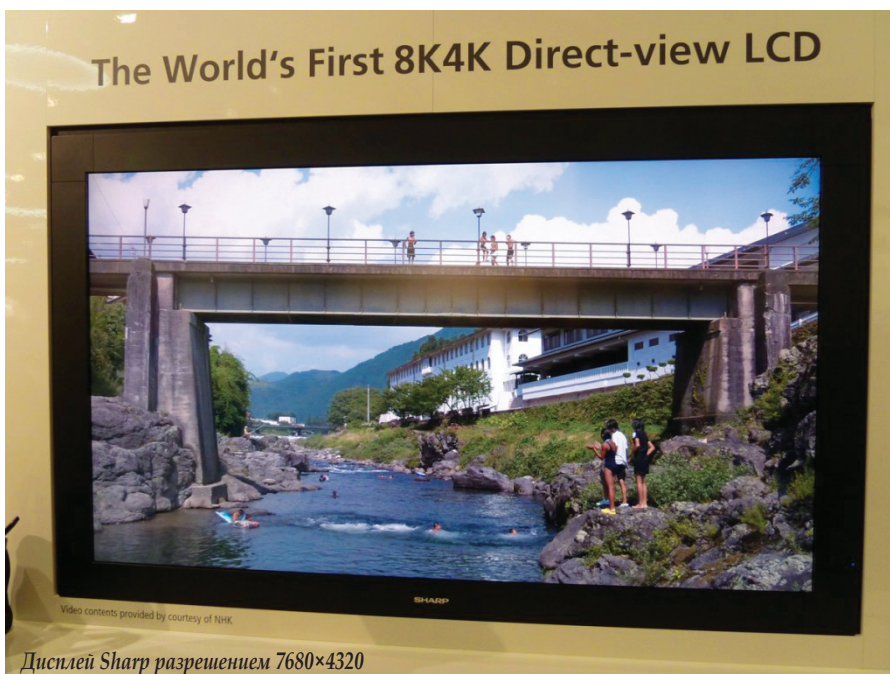 The World's First 8K4K Direct-view LCD
SHARP
Video contents provided by courtesy of NHK
Дисплей Sharp разрешением 7680×4320